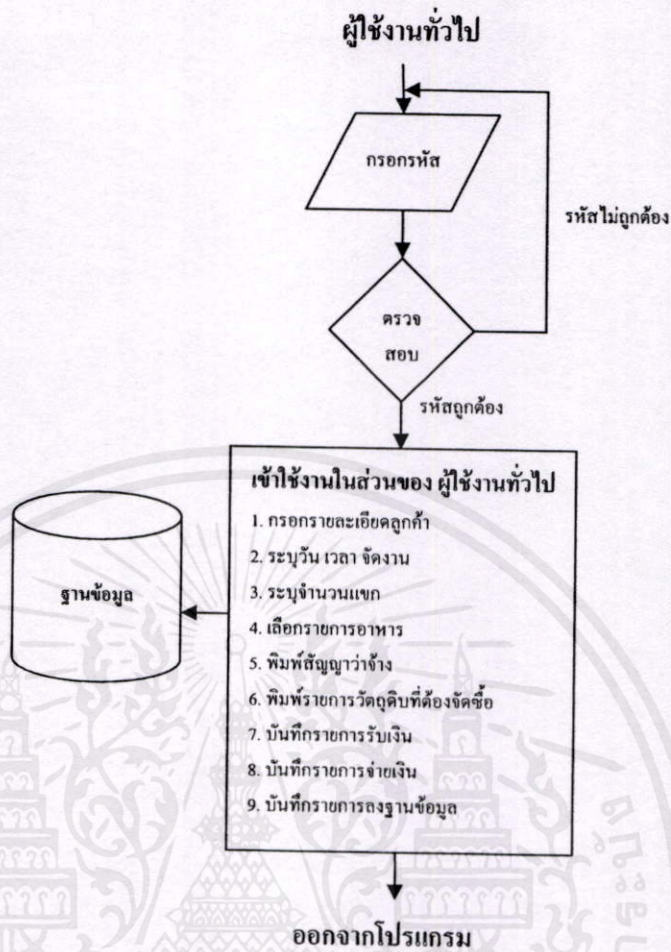 ผู้ใช้งานทั่วไป
กรอกรหัส
รหัสไม่ถูกต้อง
ตรวจ
สอบ
รหัสถูกต้อง
เข้าใช้งานในส่วนของ ผู้ใช้งานทั่วไป
1. กรอกรายละเอียดลูกค้า
2. ระบุวัน เวลา จัดงาน
3. ระบุจำนวนแขก
4. เลือกรายการอาหาร
5. พิมพ์สัญญาว่าจ้าง
6. พิมพ์รายการวัตถุดิบที่ต้องจัดซื้อ
7. บันทึกรายการรับเงิน
8. บันทึกรายการจ่ายเงิน
9. บันทึกรายการลงฐานข้อมูล
ฐานข้อมูล
ออกจากโปรแกรม